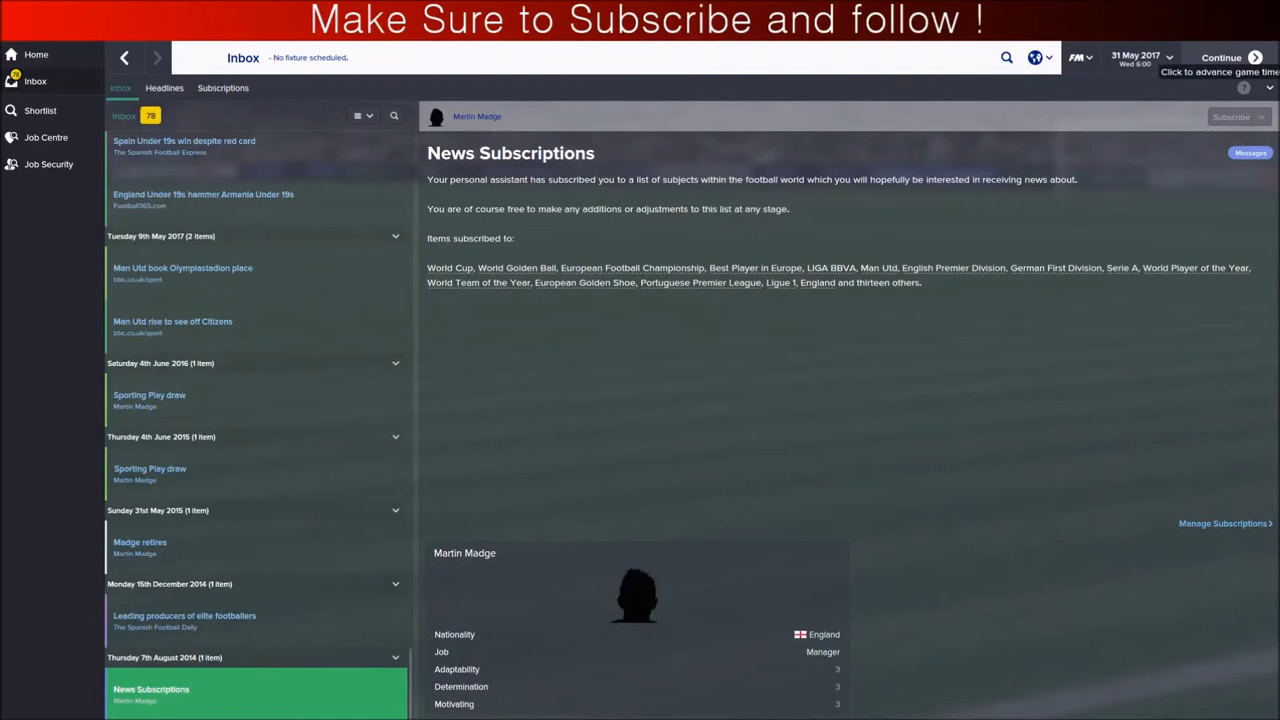 Make Sure to Subscribe and follow !
Home
Inbox - No fixture scheduled.
FM
31 May 2017
Wed 6:00
Continue
Click to advance game time
78
Inbox
Inbox Headlines Subscriptions
Shortlist
Job Centre
Job Security
Inbox 78
Spain Under 19s win despite red card
The Spanish Football Express
England Under 19s hammer Armenia Under 19s
Football365.com
Tuesday 9th May 2017 (2 items)
Man Utd book Olympiastadion place
bbc.co.uk/sport
Man Utd rise to see off Citizens
bbc.co.uk/sport
Saturday 4th June 2016 (1 item)
Sporting Play draw
Martin Madge
Thursday 4th June 2015 (1 item)
Sporting Play draw
Martin Madge
Sunday 31st May 2015 (1 item)
Madge retires
Martin Madge
Monday 15th December 2014 (1 item)
Leading producers of elite footballers
The Spanish Football Daily
Thursday 7th August 2014 (1 item)
News Subscriptions
Martin Madge
Martin Madge
Subscribe
?
News Subscriptions
Messages
Your personal assistant has subscribed you to a list of subjects within the football world which you will hopefully be interested in receiving news about.
You are of course free to make any additions or adjustments to this list at any stage.
Items subscribed to:
World Cup, World Golden Ball, European Football Championship, Best Player in Europe, LIGA BBVA, Man Utd, English Premier Division, German First Division, Serie A, World Player of the Year,
World Team of the Year, European Golden Shoe, Portuguese Premier League, Ligue 1, England and thirteen others.
Manage Subscriptions
Martin Madge
Nationality England
Job Manager
Adaptability 3
Determination 3
Motivating 3